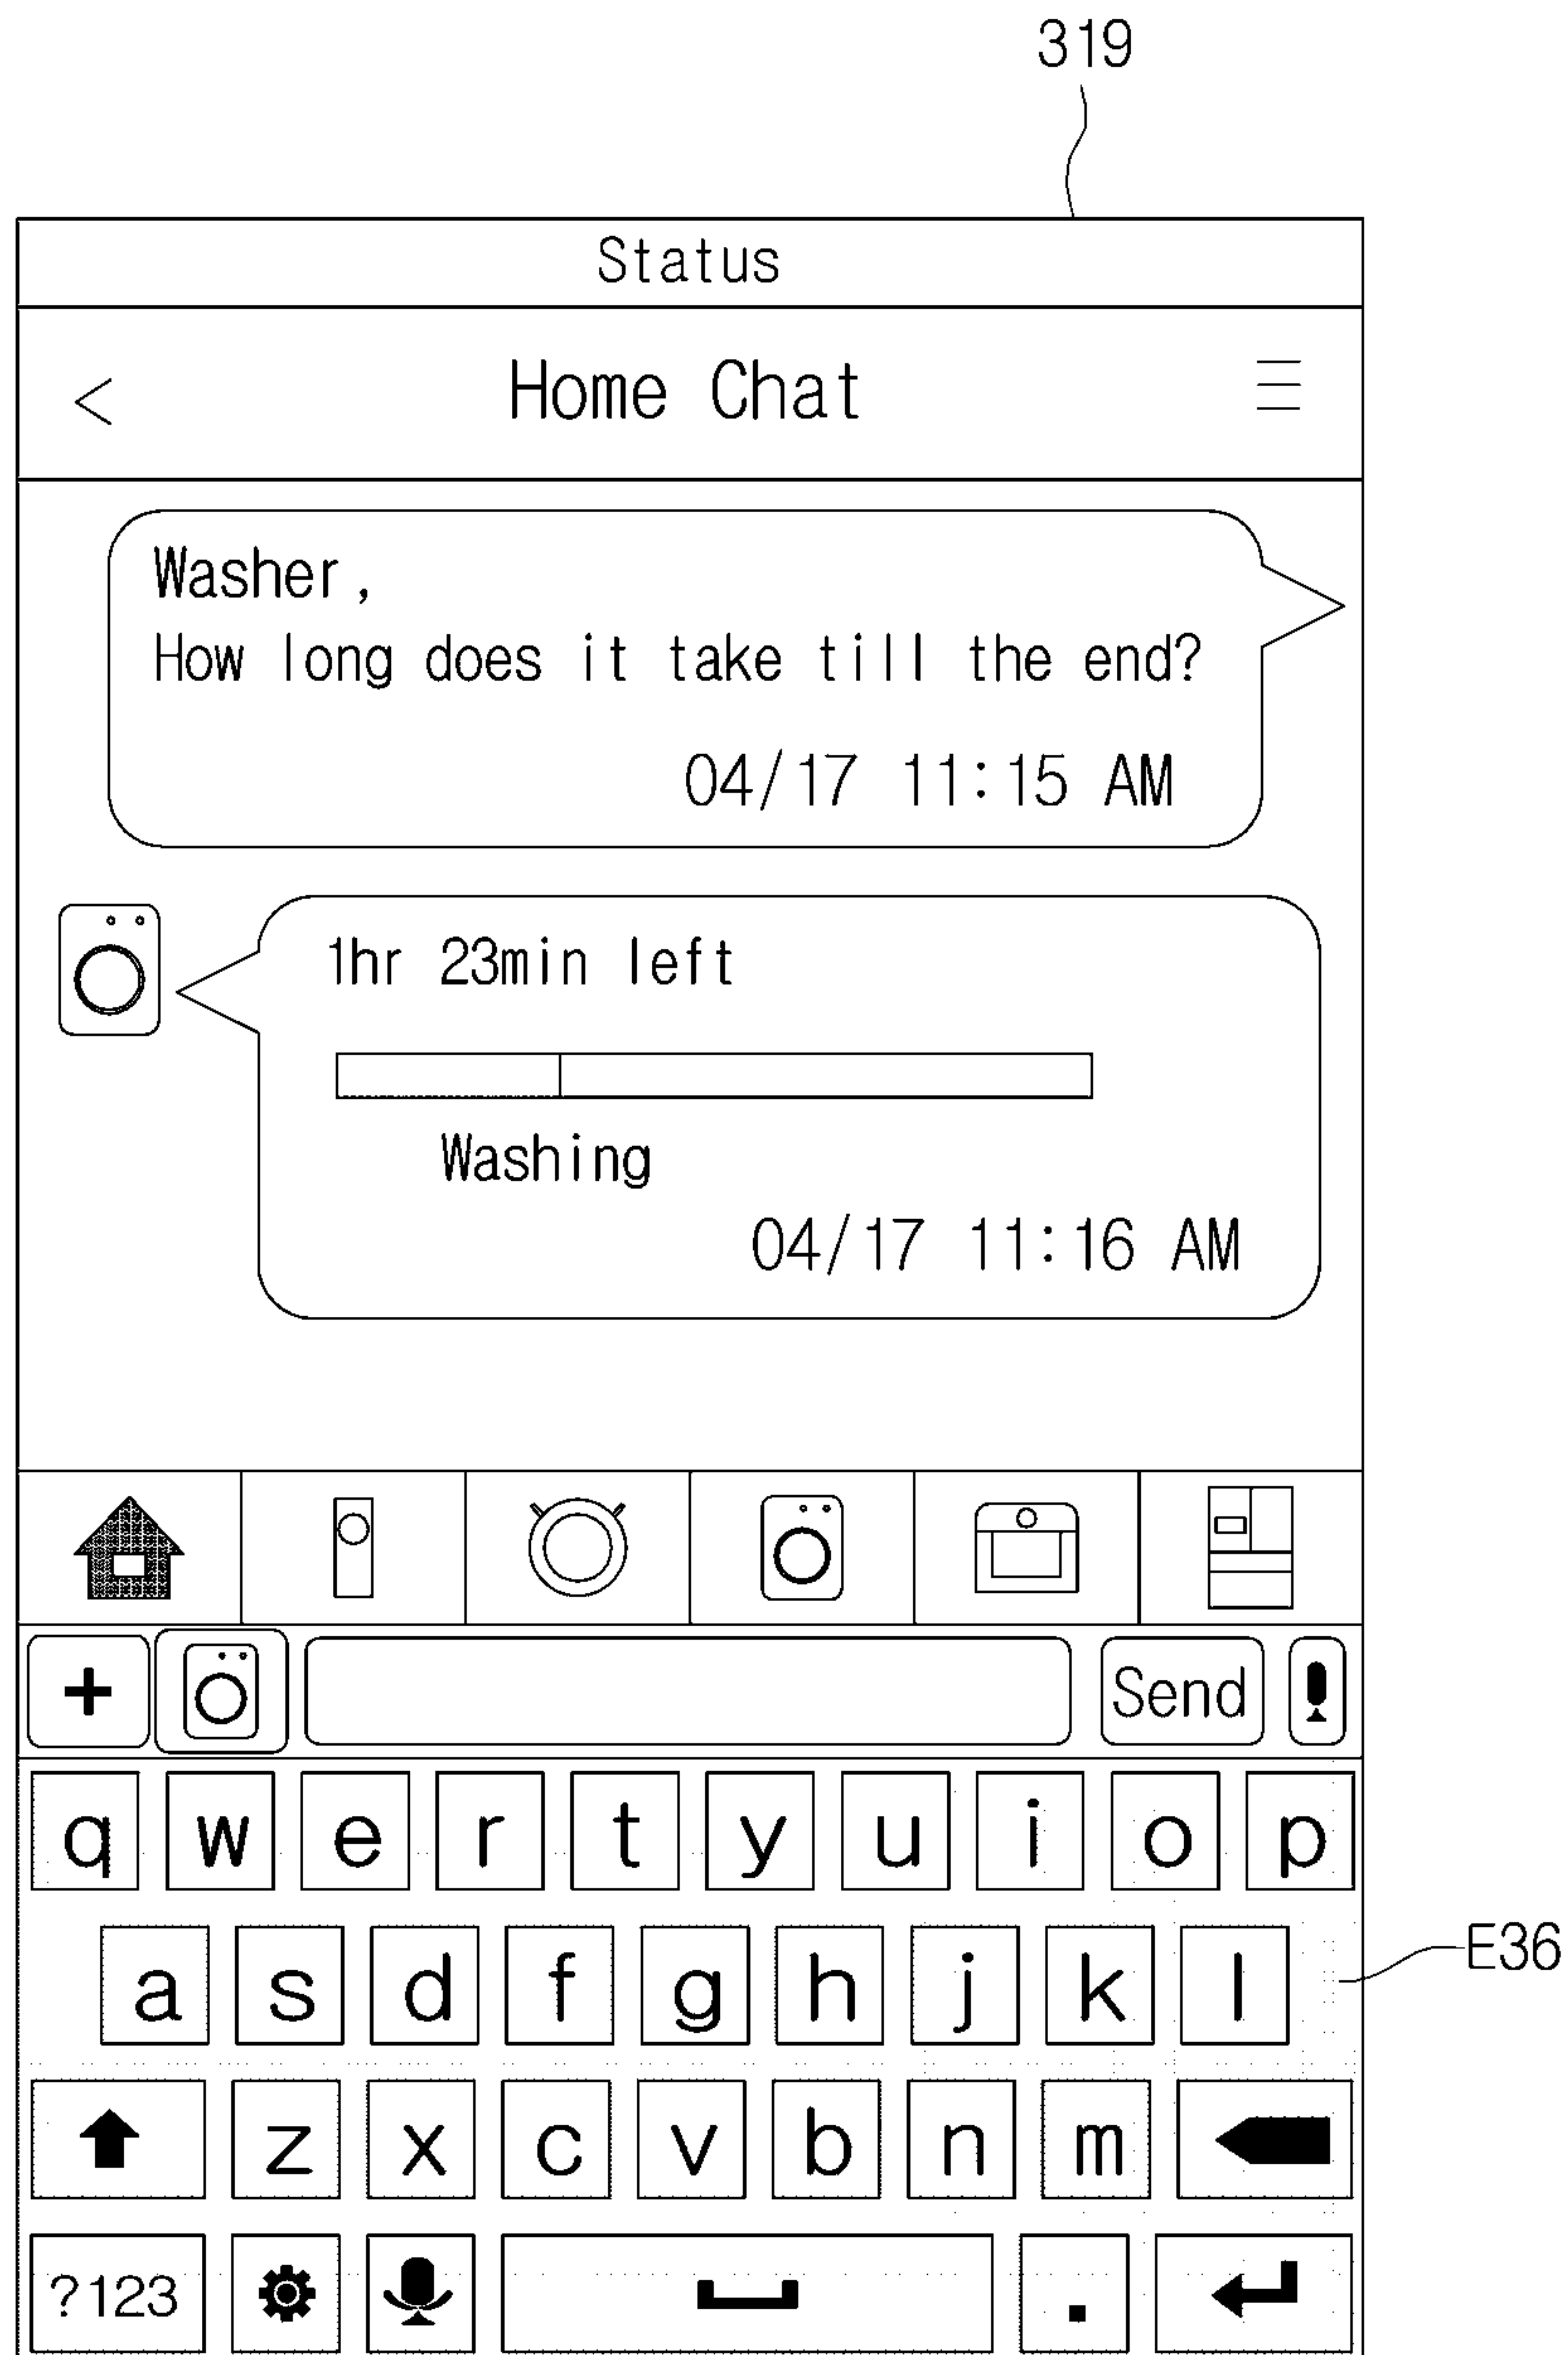 319
Status
< Home Chat
Washer,
How long does it take till the end?
04/17 11:15 AM
1hr 23min left
Washing
04/17 11:16 AM
+ Send
q w e r t y u i o p
a s d f g h j k l
E36
z x c v b n m
?123 .